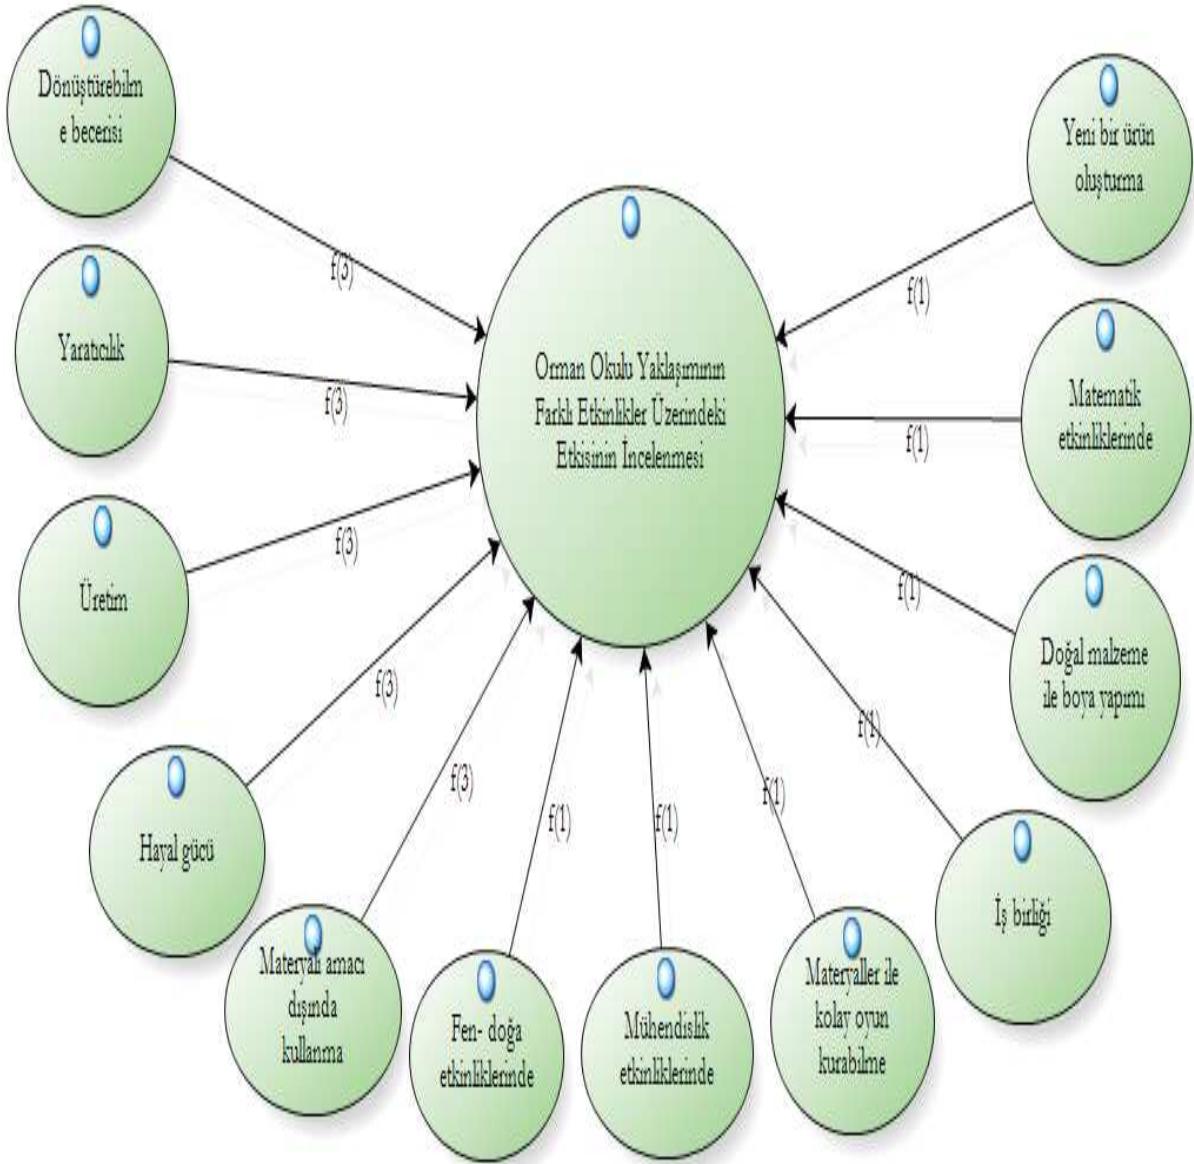 Dönüştürebilm
e becerisi
Yaratıcılık
Üretim
Hayal gücü
Materyali amacı
dışında
kullanma
Fen- doğa
etkinliklerinde
Mühendislik
etkinliklerinde
Materyaller ile
kolay oyun
kurabilme
İş birliği
Doğal malzeme
ile boya yapımı
Matematik
etkinliklerinde
Yeni bir ürün
oluşturma
Orman Okulu Yaklaşımının
Farklı Etkinlikler Üzerindeki
Etkisinin İncelenmesi
f(3)
f(3)
f(3)
f(3)
f(3)
f(1)
f(1)
f(1)
f(1)
f(1)
f(1)
f(1)